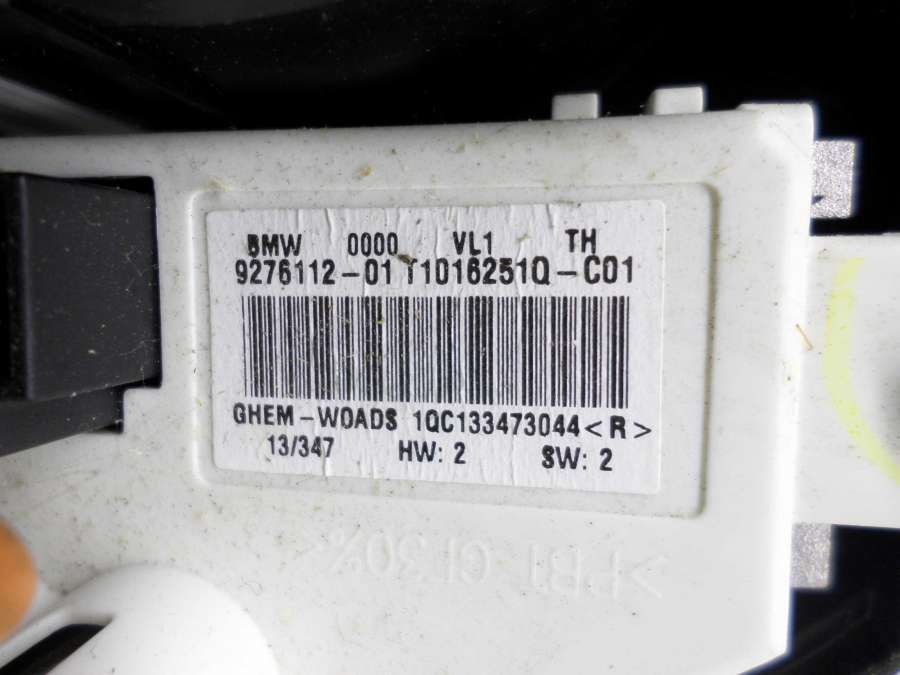 BMW 0000 VL1 TH
9276112-01 T1016251Q-C01
GHEM-WOADS 1QC133473044<R>
13/347 HW: 2 SW: 2
>PBT GF30%<